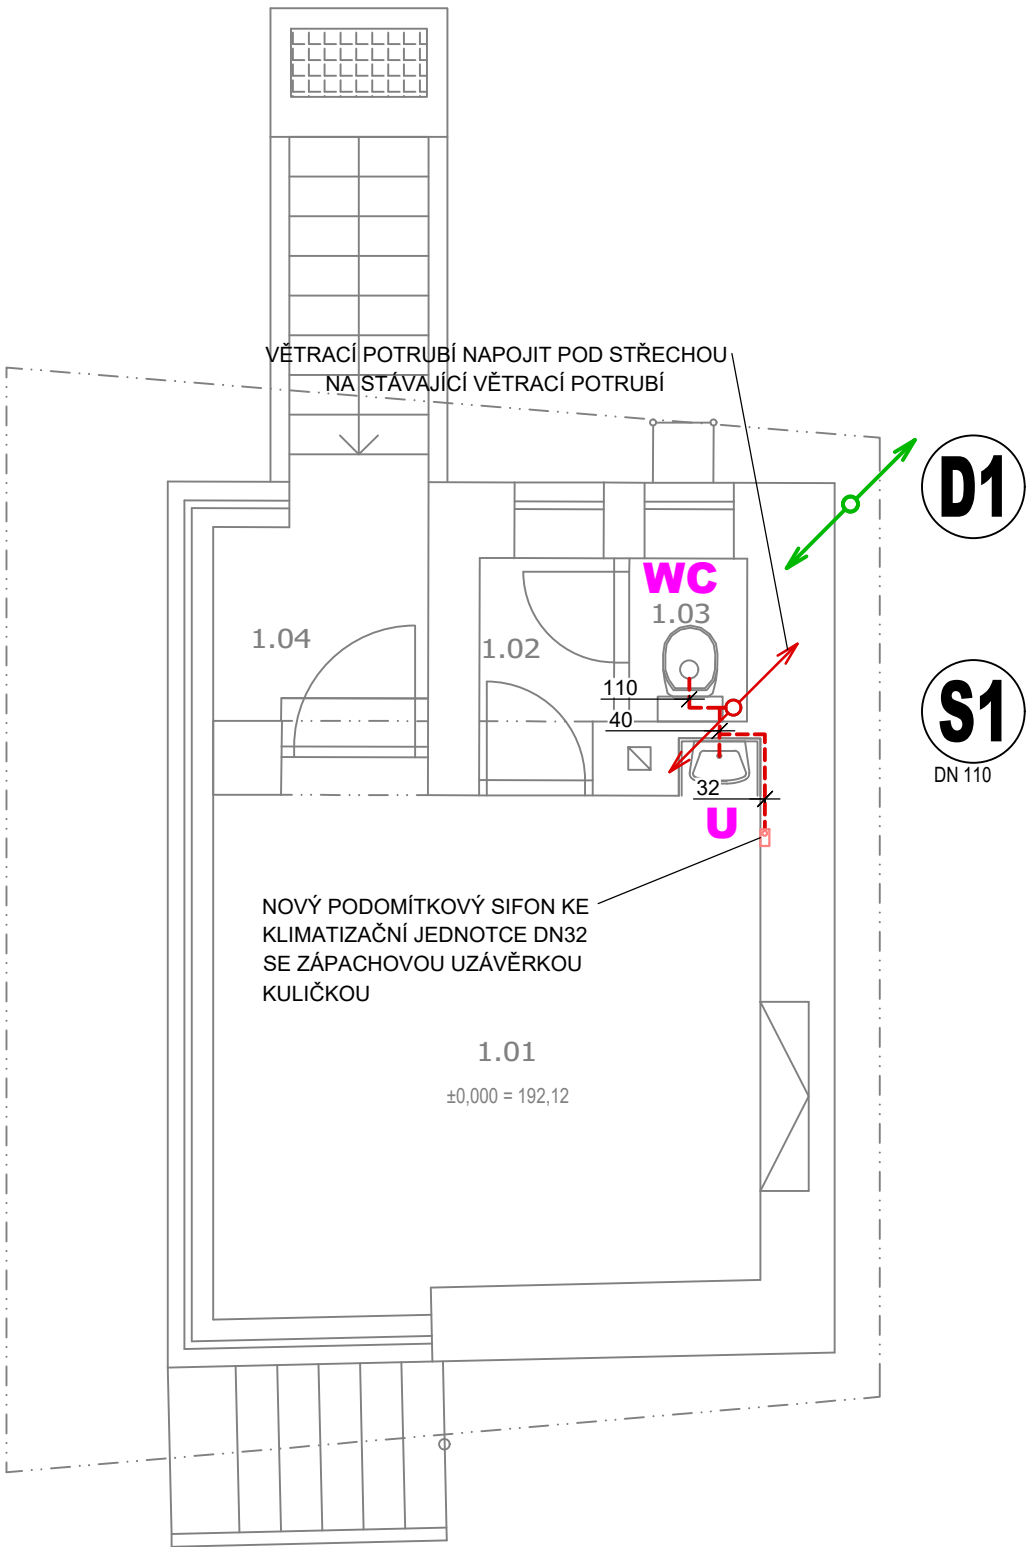 VĚTRACÍ POTRUBÍ NAPOJIT POD STŘECHOU
NA STÁVAJÍCÍ VĚTRACÍ POTRUBÍ
D1
WC
1.03
1.04
1.02
110
40
S1
DN 110
32
U
NOVÝ PODOMÍTKOVÝ SIFON KE
KLIMATIZAČNÍ JEDNOTCE DN32
SE ZÁPACHOVOU UZÁVĚRKOU
KULIČKOU
1.01
±0,000 = 192,12